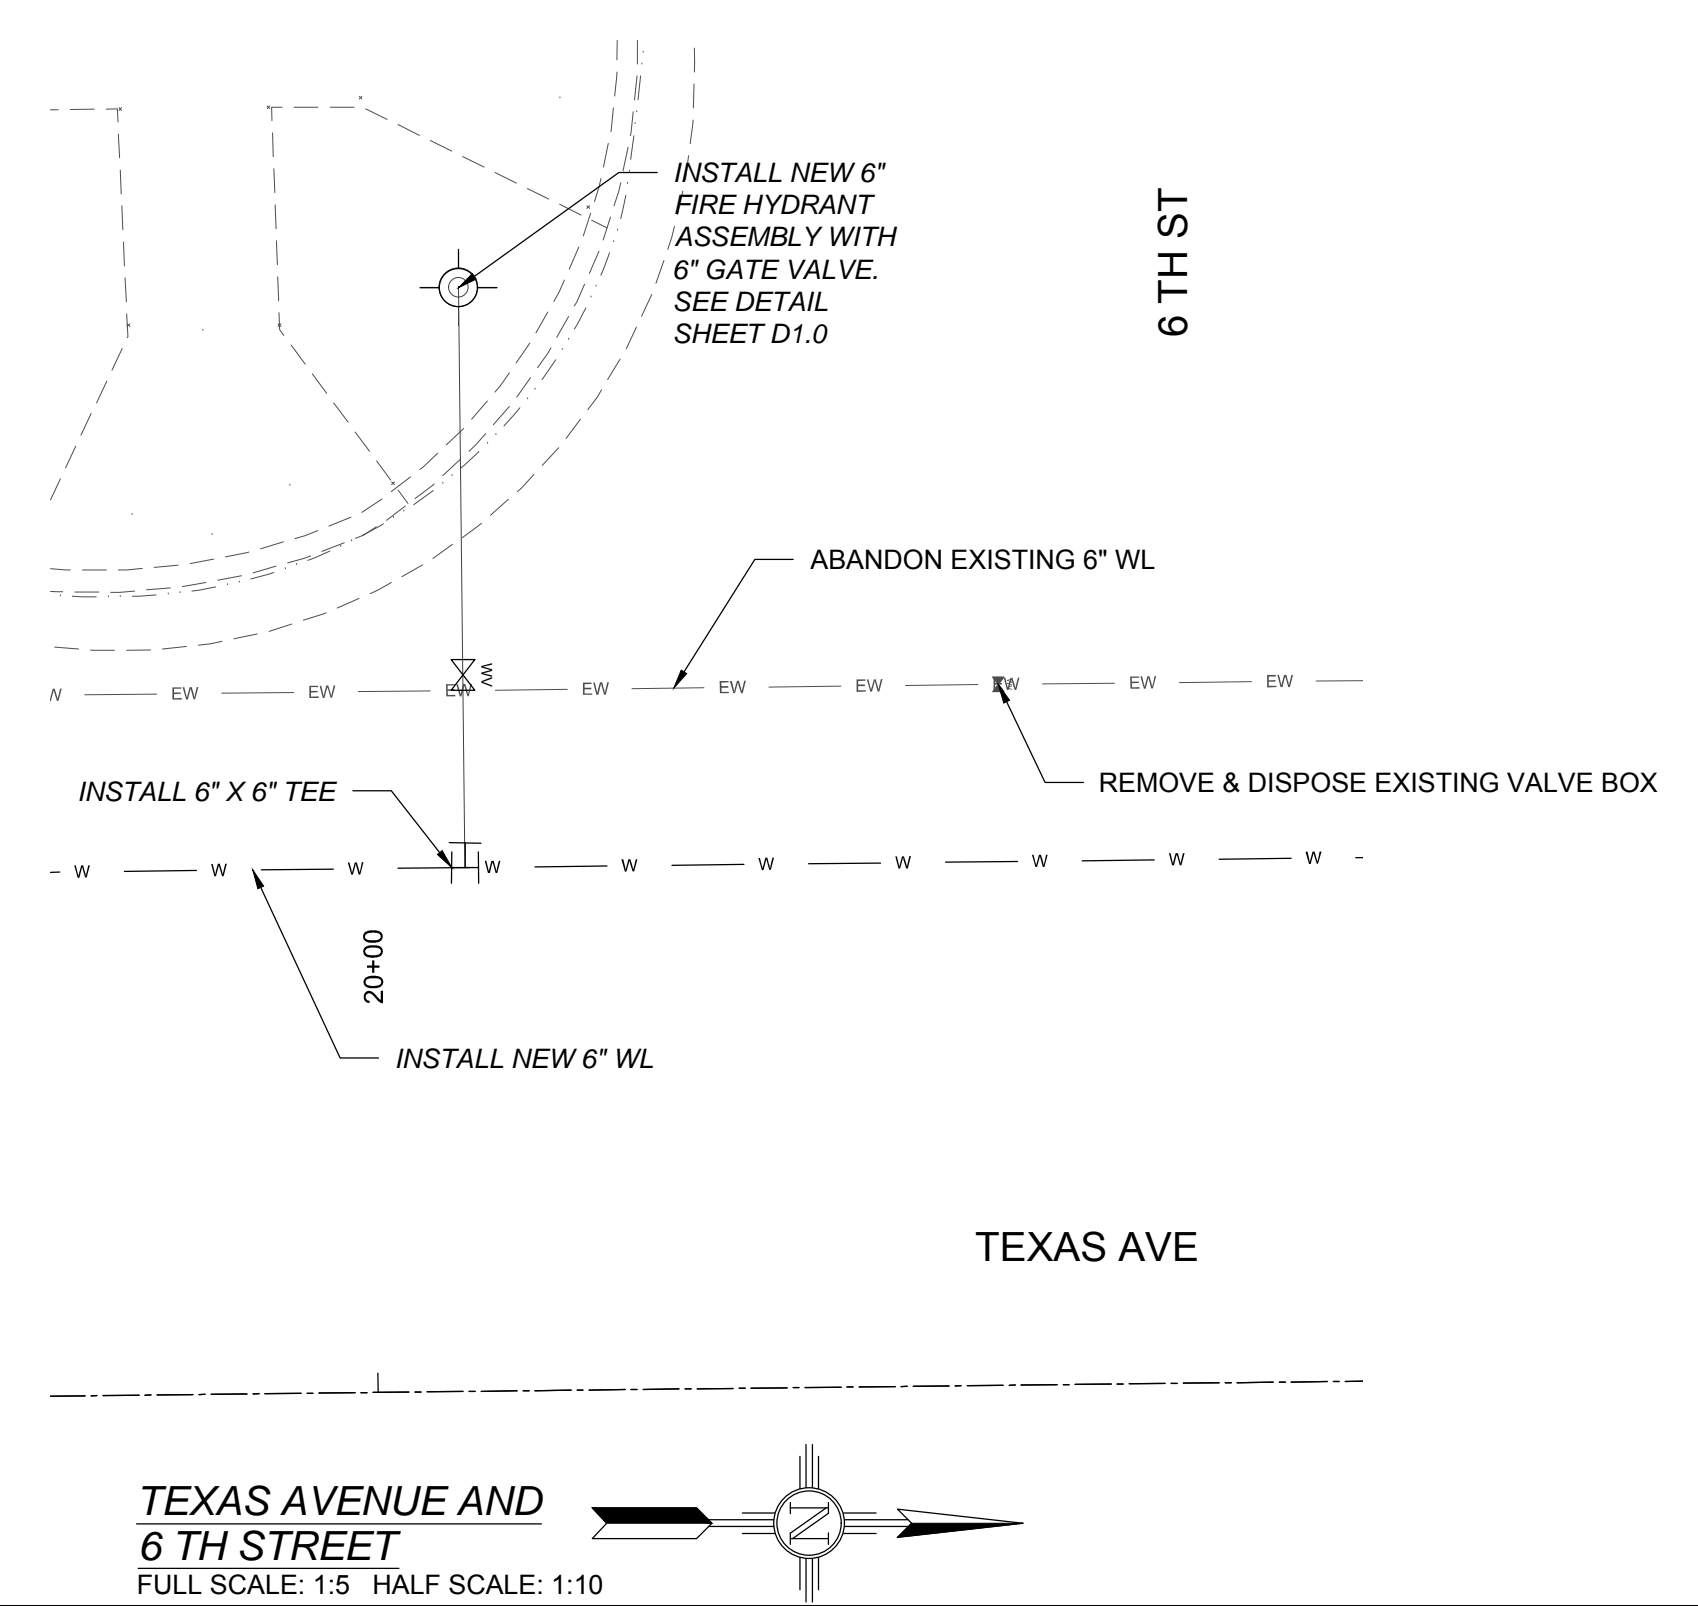 INSTALL NEW 6"
FIRE HYDRANT
ASSEMBLY WITH
6" GATE VALVE.
SEE DETAIL
SHEET D1.0
6 TH ST
ABANDON EXISTING 6" WL
WV
W EW EW EW EW EW EW EW EW EW
REMOVE & DISPOSE EXISTING VALVE BOX
INSTALL 6" X 6" TEE
W W W W W W W W W W
20+00
INSTALL NEW 6" WL
TEXAS AVE
TEXAS AVENUE AND
6 TH STREET
N
FULL SCALE: 1:5 HALF SCALE: 1:10